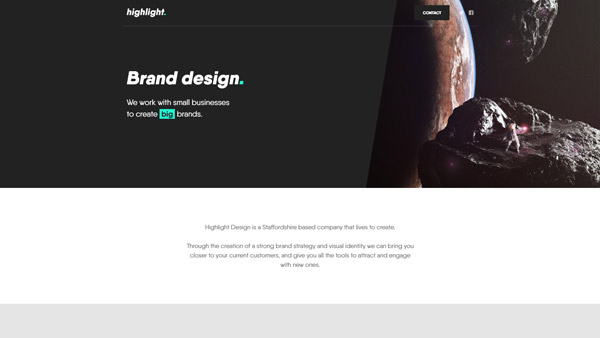 highlight.
CONTACT
Brand design.
We work with small businesses
to create big brands.
Highlight Design is a Staffordshire based company that lives to create.
Through the creation of a strong brand strategy and visual identity we can bring you
closer to your current customers, and give you all the tools to attract and engage
with new ones.